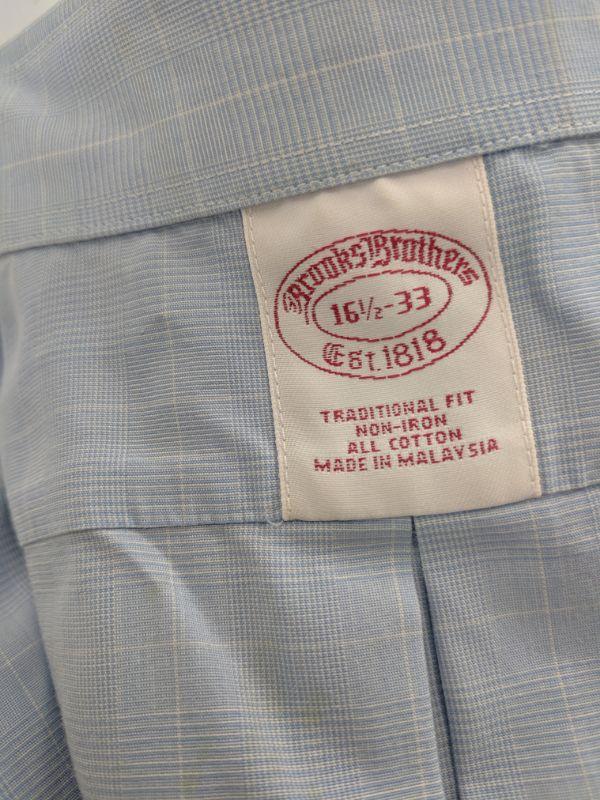 Brooks Brothers
16½-33
Est. 1818
TRADITIONAL FIT
NON-IRON
ALL COTTON
MADE IN MALAYSIA